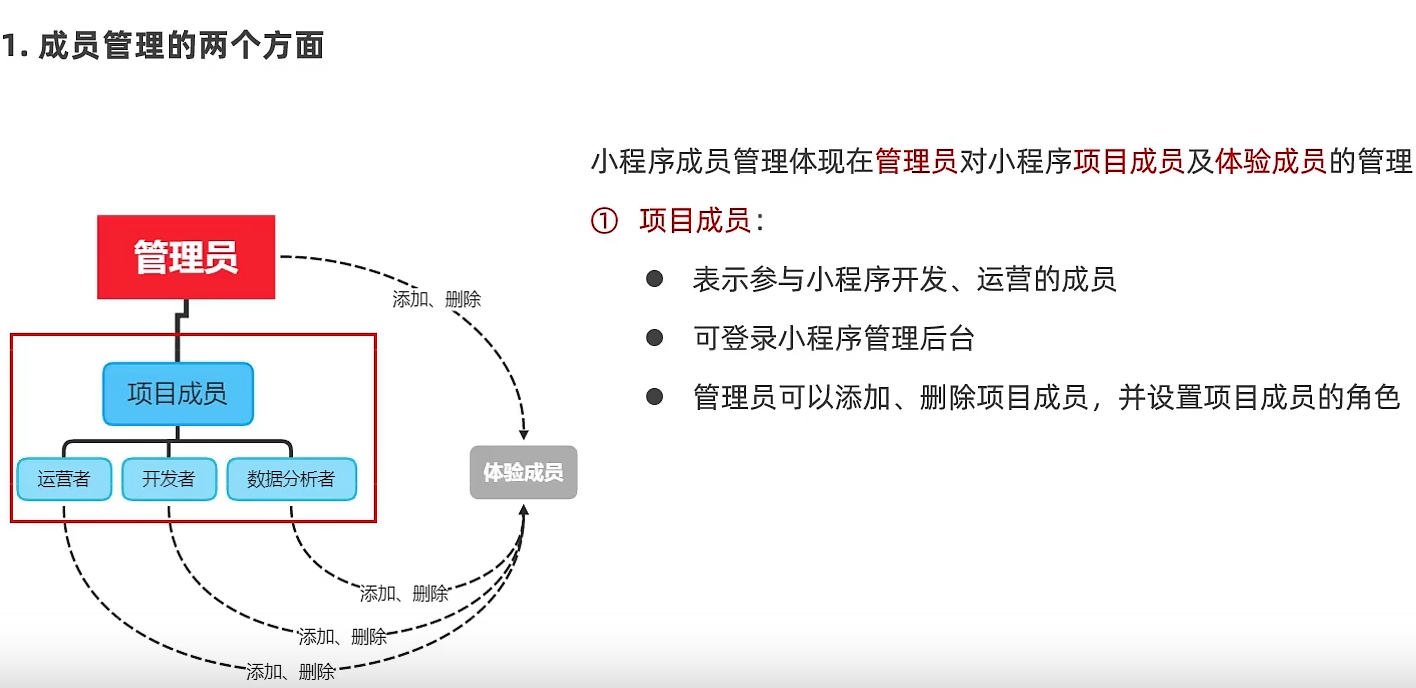 1. 成员管理的两个方面
小程序成员管理体现在管理员对小程序项目成员及体验成员的管理
① 项目成员：
● 表示参与小程序开发、运营的成员
● 可登录小程序管理后台
● 管理员可以添加、删除项目成员，并设置项目成员的角色
管理员
添加、删除
项目成员
运营者
开发者
数据分析者
体验成员
添加、删除
添加、删除
添加、删除